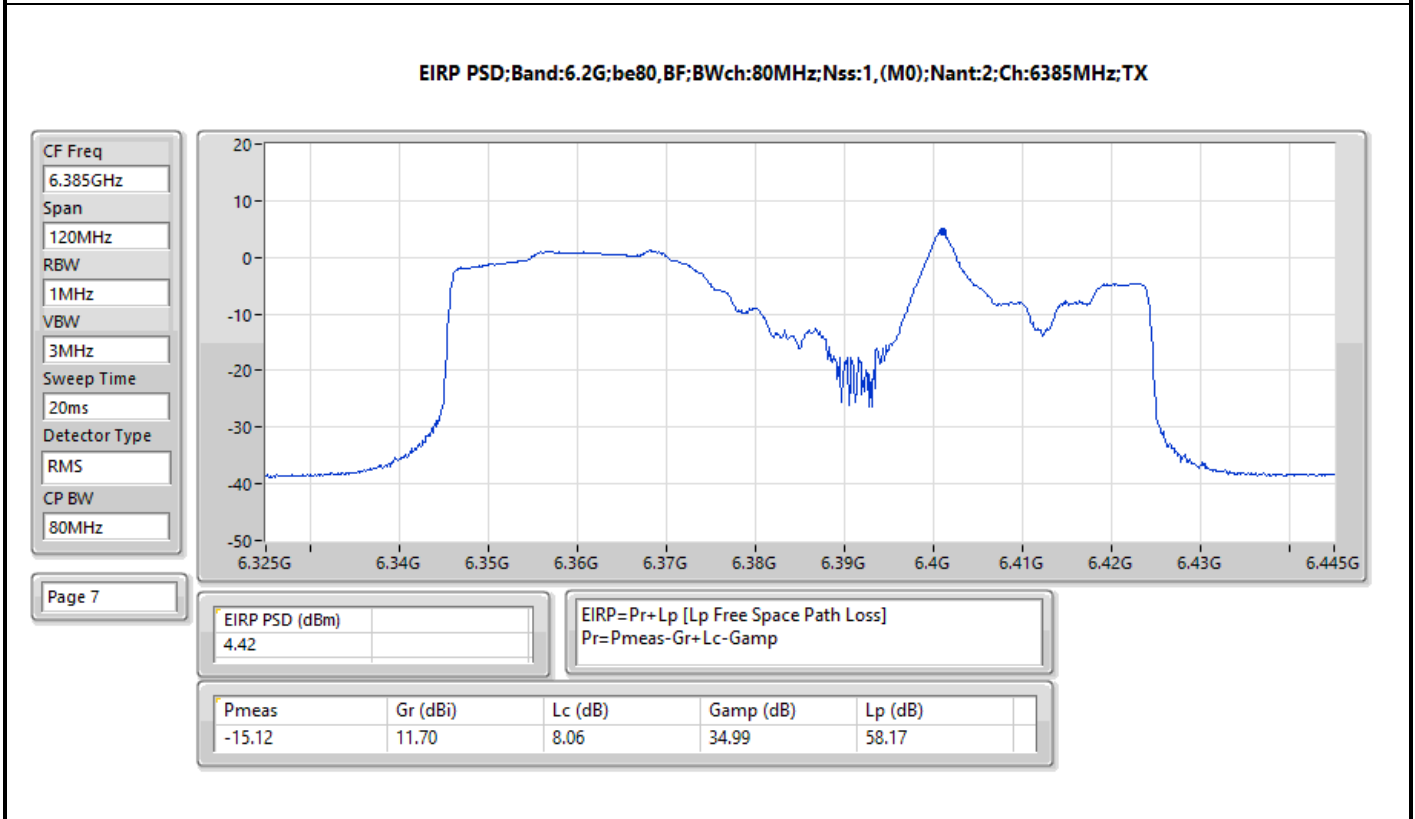 EIRP PSD;Band:6.2G;be80,BF;BWch:80MHz;Nss:1,(M0);Nant:2;Ch:6385MHz;TX
CF Freq
6.385GHz
Span
120MHz
RBW
1MHz
VBW
3MHz
Sweep Time
20ms
Detector Type
RMS
CP BW
80MHz
Page 7
20
10
0
-10
-20
-30
-40
-50
6.325G 6.34G 6.35G 6.36G 6.37G 6.38G 6.39G 6.4G 6.41G 6.42G 6.43G 6.445G
EIRP PSD (dBm)
4.42
EIRP=Pr+Lp [Lp Free Space Path Loss]
Pr=Pmeas-Gr+Lc-Gamp
Pmeas Gr (dBi) Lc (dB) Gamp (dB) Lp (dB)
-15.12 11.70 8.06 34.99 58.17